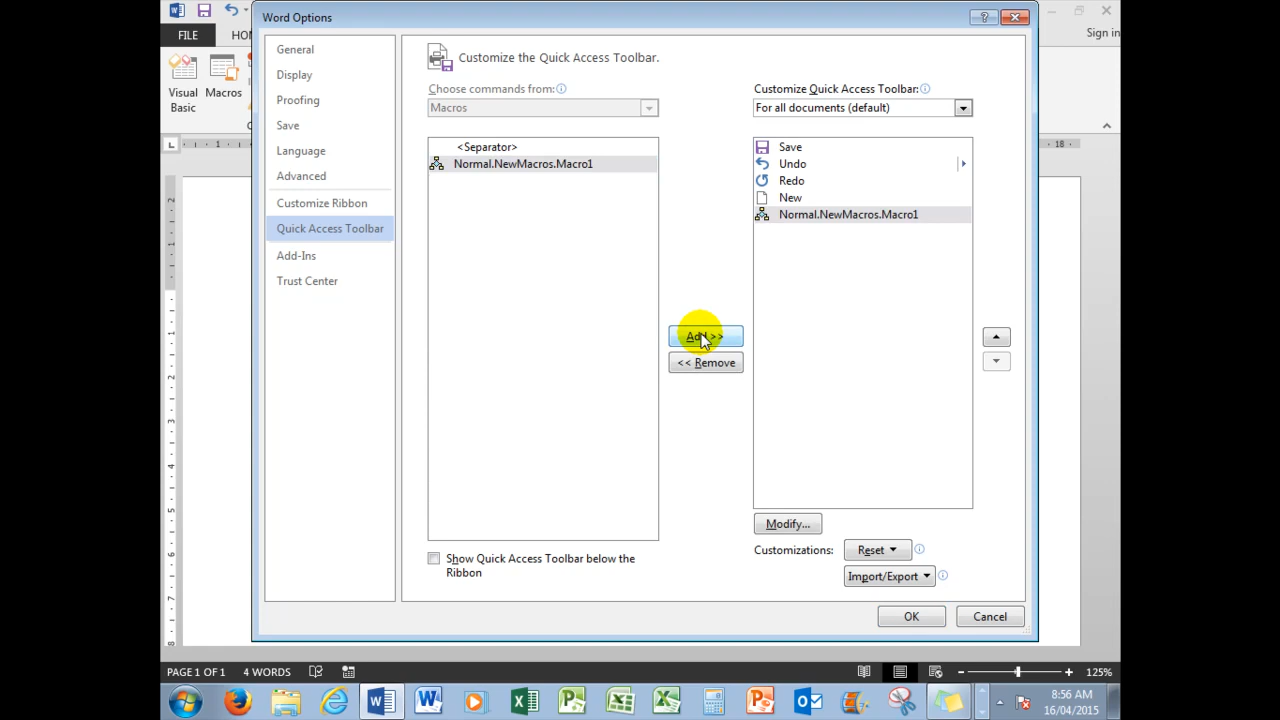 Word Options
FILE
HO
Sign in
Visual
Basic
Macros
General
Display
Proofing
Save
Language
Advanced
Customize Ribbon
Quick Access Toolbar
Add-Ins
Trust Center
Customize the Quick Access Toolbar.
Choose commands from:
Macros
<Separator>
Normal.NewMacros.Macro1
Show Quick Access Toolbar below the
Ribbon
Add >>
<< Remove
Customize Quick Access Toolbar:
For all documents (default)
Save
Undo
Redo
New
Normal.NewMacros.Macro1
Modify...
Customizations:
Reset
Import/Export
OK
Cancel
PAGE 1 OF 1
4 WORDS
125%
8:56 AM
16/04/2015